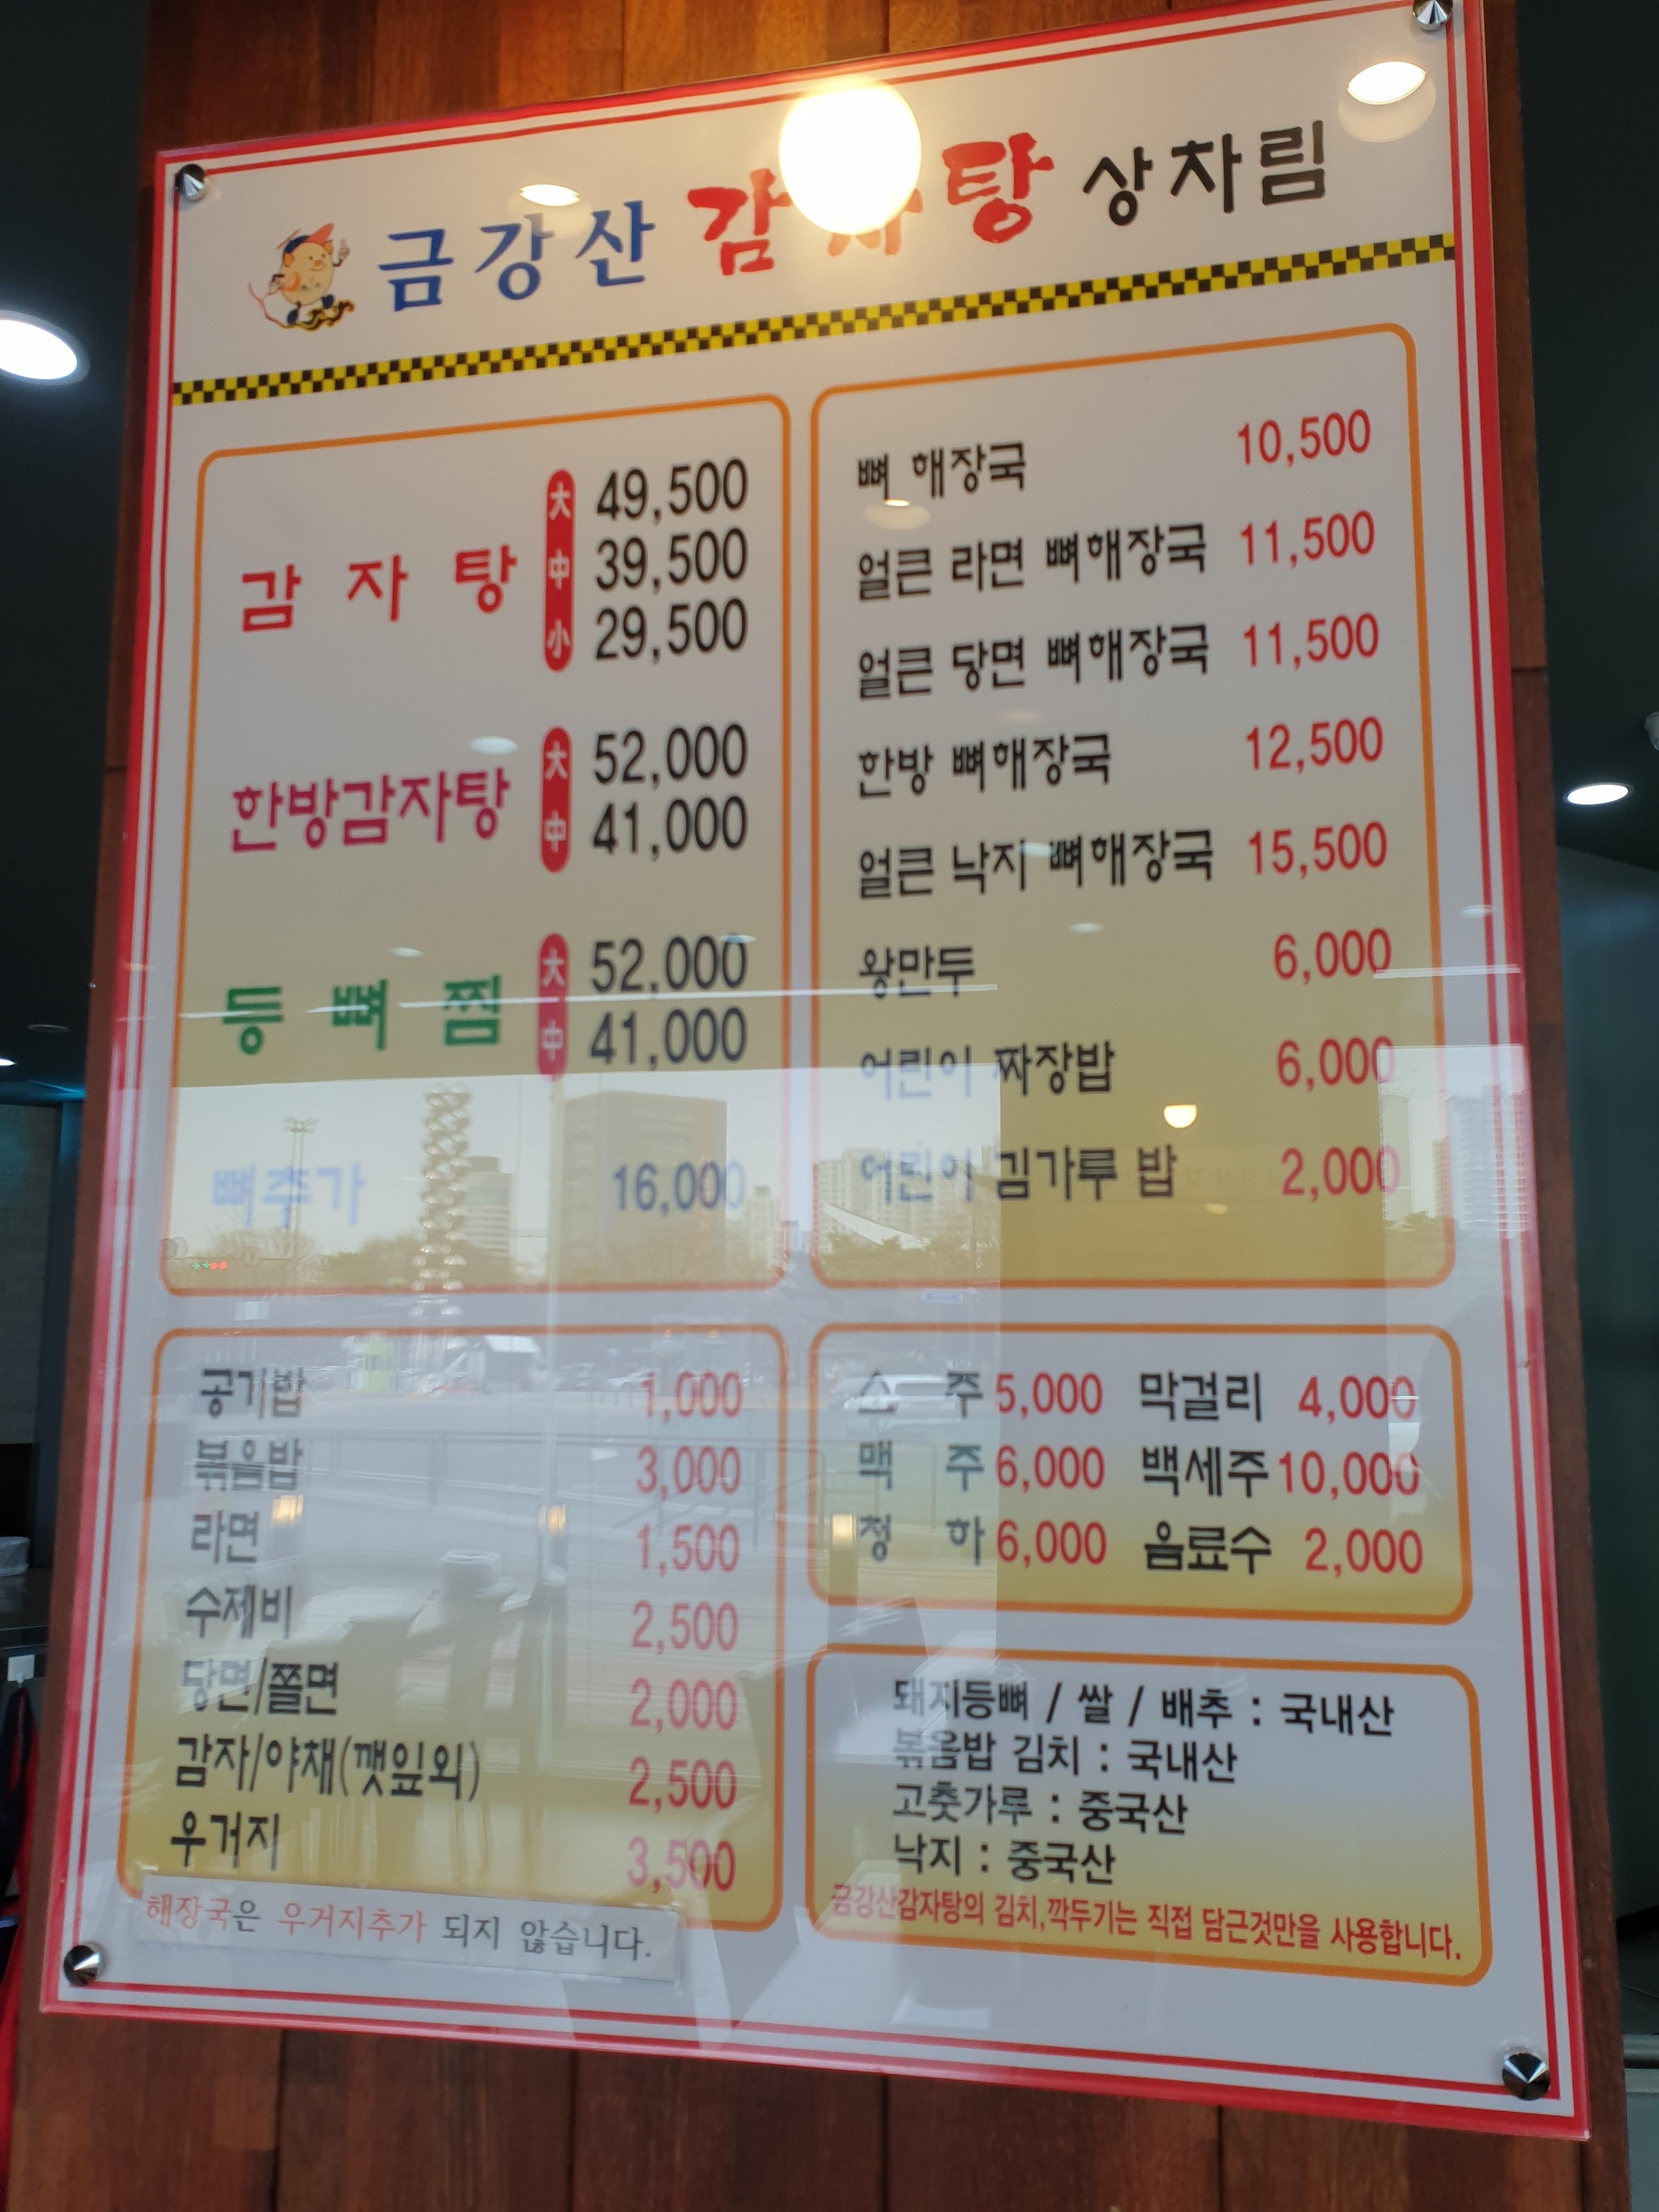 금강산 감자탕 상차림
감 자 탕
大 49,500
中 39,500
小 29,500
한방감자탕
大 52,000
中 41,000
등 뼈 찜
大 52,000
中 41,000
뼈추가 16,000
뼈 해장국 10,500
얼큰 라면 뼈해장국 11,500
얼큰 당면 뼈해장국 11,500
한방 뼈해장국 12,500
얼큰 낙지 뼈해장국 15,500
왕만두 6,000
어린이 짜장밥 6,000
어린이 김가루 밥 2,000
공기밥 1,000
볶음밥 3,000
라면 1,500
수제비 2,500
당면/쫄면 2,000
감자/야채(깻잎외) 2,500
우거지 3,500
해장국은 우거지추가 되지 않습니다.
소 주 5,000 막걸리 4,000
맥 주 6,000 백세주 10,000
청 하 6,000 음료수 2,000
돼지등뼈 / 쌀 / 배추 : 국내산
볶음밥 김치 : 국내산
고춧가루 : 중국산
낙지 : 중국산
금강산감자탕의 김치,깍두기는 직접 담근것만을 사용합니다.